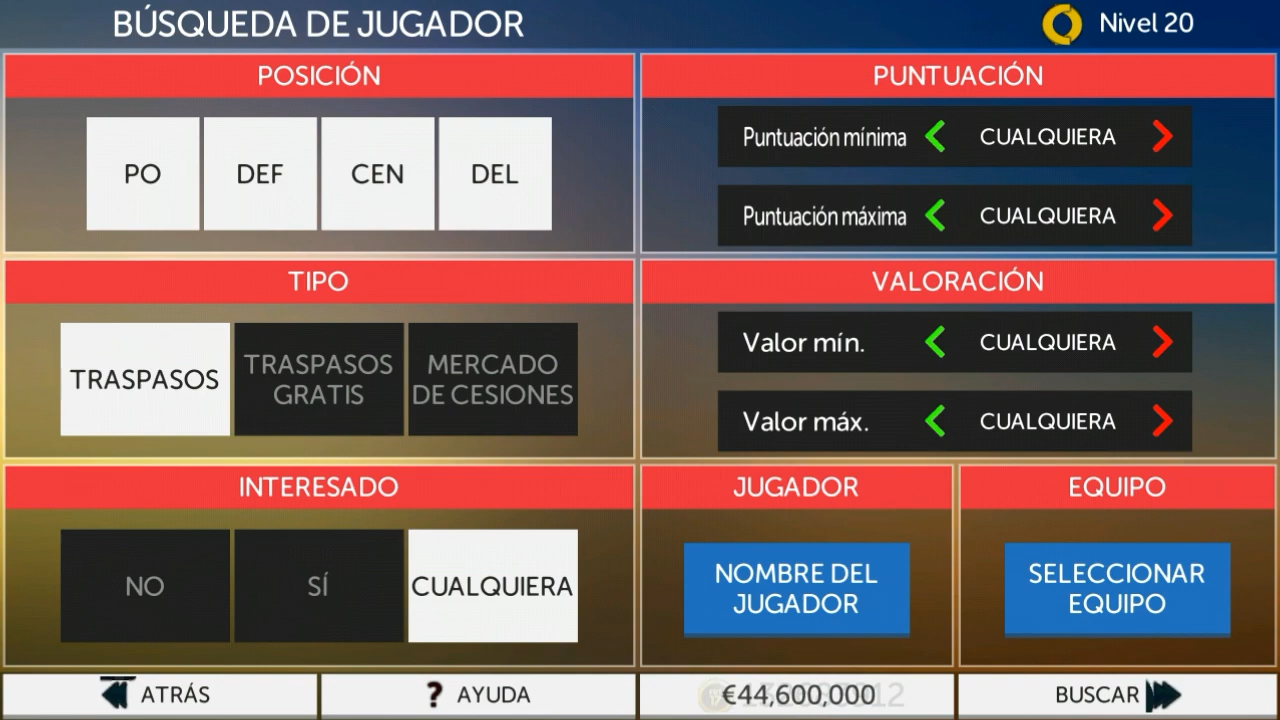 BÚSQUEDA DE JUGADOR
Nivel 20
POSICIÓN
PO
DEF
CEN
DEL
PUNTUACIÓN
Puntuación mínima
CUALQUIERA
Puntuación máxima
CUALQUIERA
TIPO
TRASPASOS
TRASPASOS
GRATIS
MERCADO
DE CESIONES
VALORACIÓN
Valor mín.
CUALQUIERA
Valor máx.
CUALQUIERA
INTERESADO
NO
SÍ
CUALQUIERA
JUGADOR
NOMBRE DEL
JUGADOR
EQUIPO
SELECCIONAR
EQUIPO
ATRÁS
? AYUDA
€44,600,000
BUSCAR